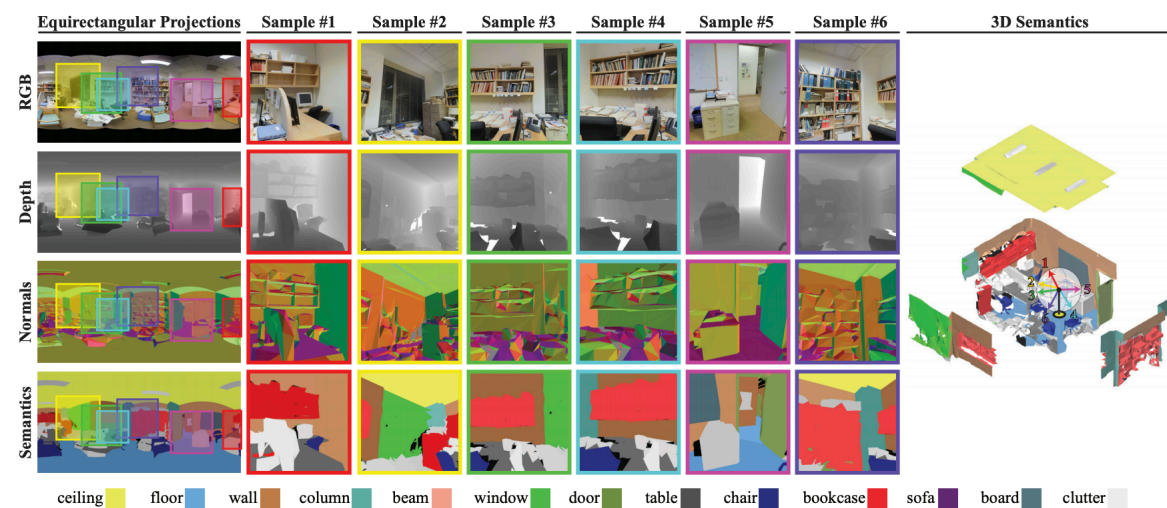 Equirectangular Projections Sample #1 Sample #2 Sample #3 Sample #4 Sample #5 Sample #6 3D Semantics
RGB
Depth
Normals
Semantics
1
2
3
5
6
4
ceiling floor wall column beam window door table chair bookcase sofa board clutter